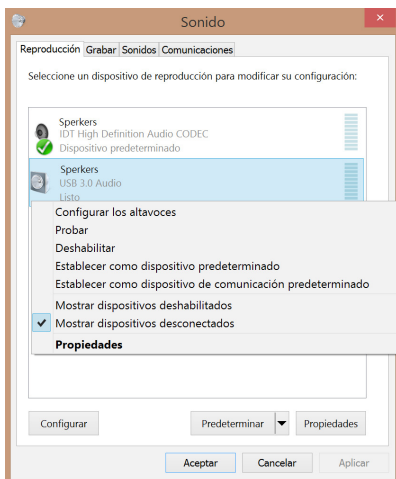 Sonido
Reproducción Grabar Sonidos Comunicaciones
Seleccione un dispositivo de reproducción para modificar su configuración:
Sperkers
IDT High Definition Audio CODEC
Dispositivo predeterminado
Sperkers
USB 3.0 Audio
Listo
Configurar los altavoces
Probar
Deshabilitar
Establecer como dispositivo predeterminado
Establecer como dispositivo de comunicación predeterminado
Mostrar dispositivos deshabilitados
Mostrar dispositivos desconectados
Propiedades
Configurar Predeterminar Propiedades
Aceptar Cancelar Aplicar